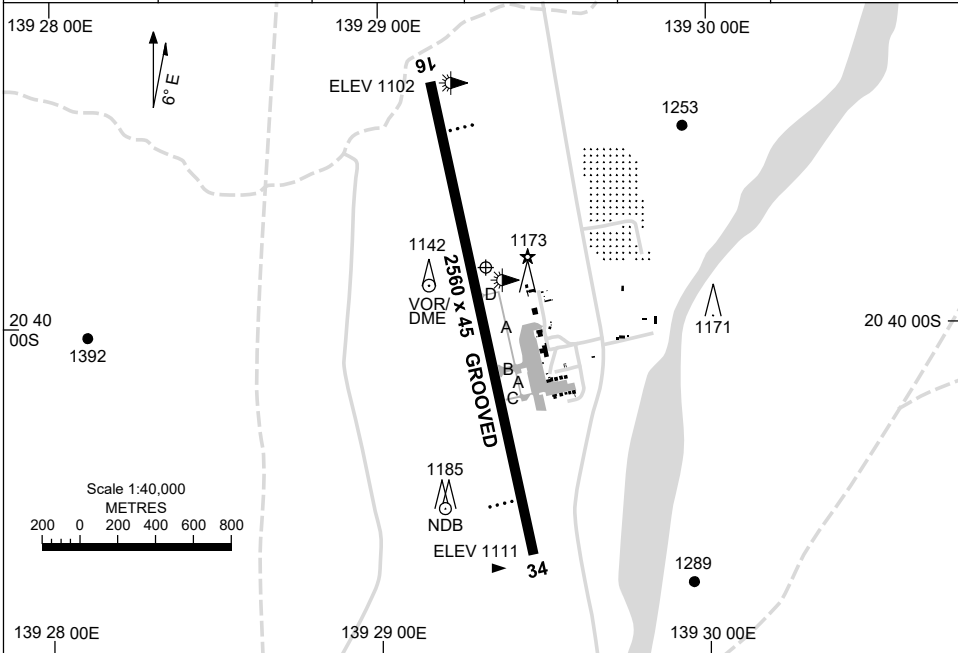 139 28 00E
139 29 00E
139 30 00E
6° E
16
ELEV 1102
1253
1142
1173
VOR/
DME
D
2560 x 45 GROOVED
A
1171
20 40
00S
20 40 00S
1392
B
A
C
1185
NDB
Scale 1:40,000
METRES
200 0 200 400 600 800
ELEV 1111
34
1289
139 28 00E
139 29 00E
139 30 00E